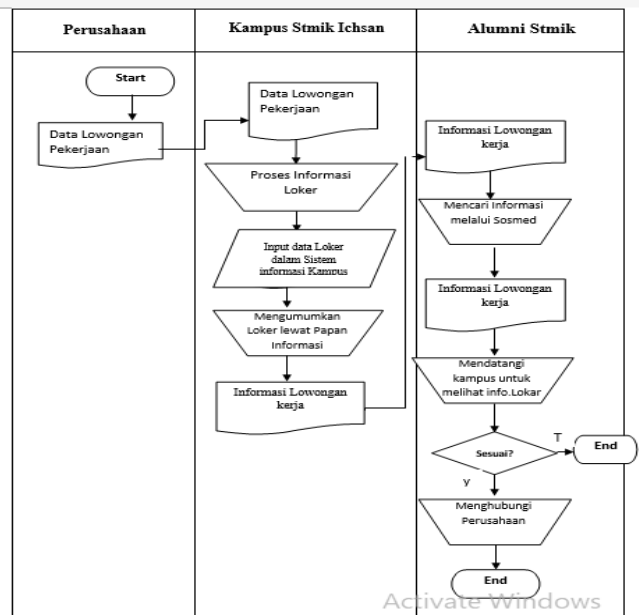 Perusahaan
Kampus Stmik Ichsan
Alumni Stmik
Start
Data Lowongan
Pekerjaan
Data Lowongan
Pekerjaan
Proses Informasi
Loker
Input data Loker
dalam Sistem
informasi Kampus
Mengumumkan
Loker lewat Papan
Informasi
Informasi Lowongan
kerja
Informasi Lowongan
kerja
Mencari Informasi
melalui Sosmed
Informasi Lowongan
kerja
Mendatangi
kampus untuk
melihat info.Lokar
Sesuai?
T
End
y
Menghubungi
Perusahaan
End
Activate Windows